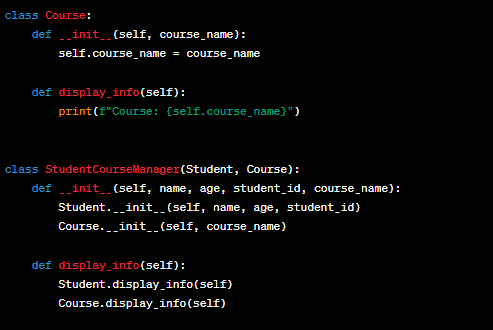 class Course:
    def __init__(self, course_name):
        self.course_name = course_name

    def display_info(self):
        print(f"Course: {self.course_name}")


class StudentCourseManager(Student, Course):
    def __init__(self, name, age, student_id, course_name):
        Student.__init__(self, name, age, student_id)
        Course.__init__(self, course_name)

    def display_info(self):
        Student.display_info(self)
        Course.display_info(self)